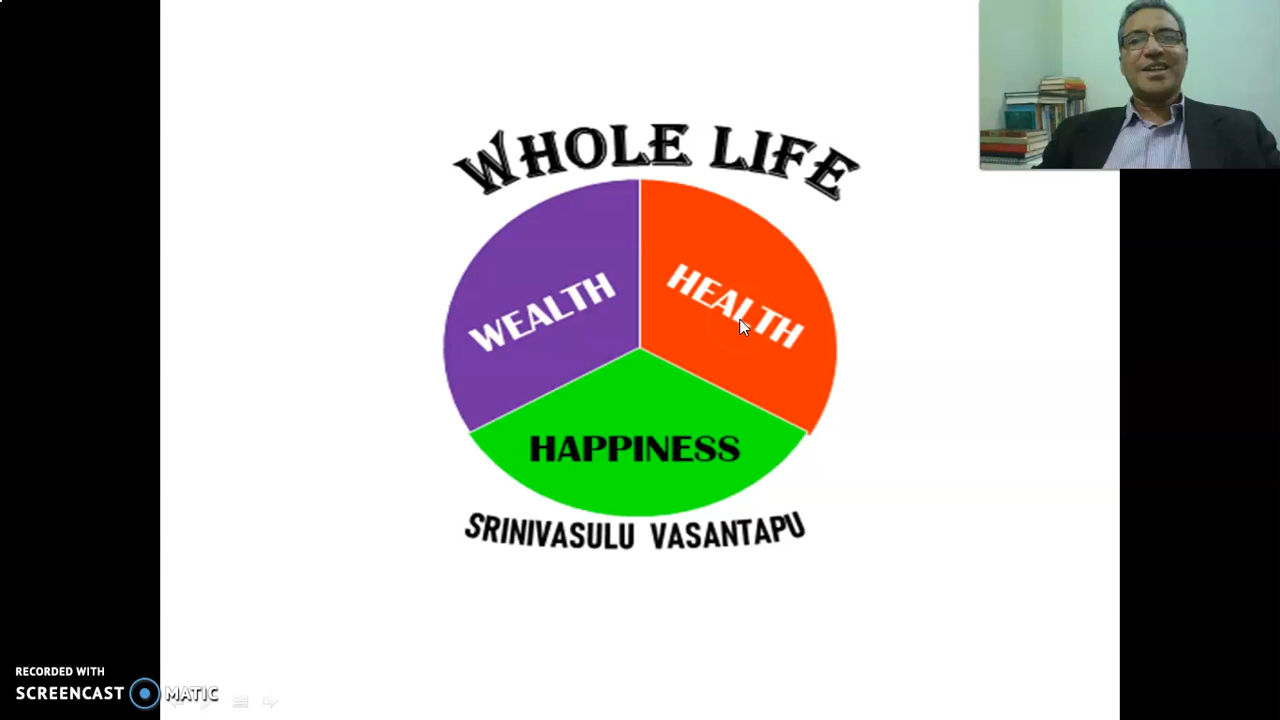 WHOLE LIFE
WEALTH
HEALTH
HAPPINESS
SRINIVASULU VASANTAPU
RECORDED WITH
SCREENCAST MATIC